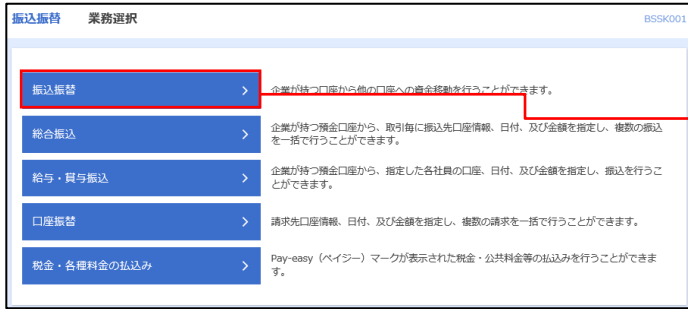 振込振替 業務選択 BSSK001
振込振替
企業が持つ口座から他の口座への資金移動を行うことができます。
総合振込
企業が持つ預金口座から、取引毎に振込先口座情報、日付、及び金額を指定し、複数の振込
を一括で行うことができます。
給与・賞与振込
企業が持つ預金口座から、指定した各社員の口座、日付、及び金額を指定し、振込を行うこ
とができます。
口座振替
請求先口座情報、日付、及び金額を指定し、複数の請求を一括で行うことができます。
税金・各種料金の払込み
Pay-easy（ペイジー）マークが表示された税金・公共料金等の払込みを行うことができま
す。